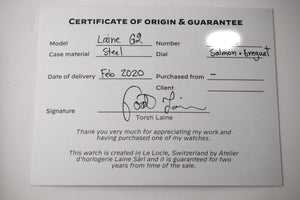 CERTIFICATE OF ORIGIN & GUARANTEE
Model Laine G2 Number
Case material Steel Dial Salmon + breguet
Date of delivery Feb 2020 Purchased from –
Client
Signature
Torsti Laine
Thank you very much for appreciating my work and
having purchased one of my watches.
This watch is created in Le Locle, Switzerland by Atelier
d'horlogerie Laine Sàrl and it is guaranteed for two
years from time of the sale.